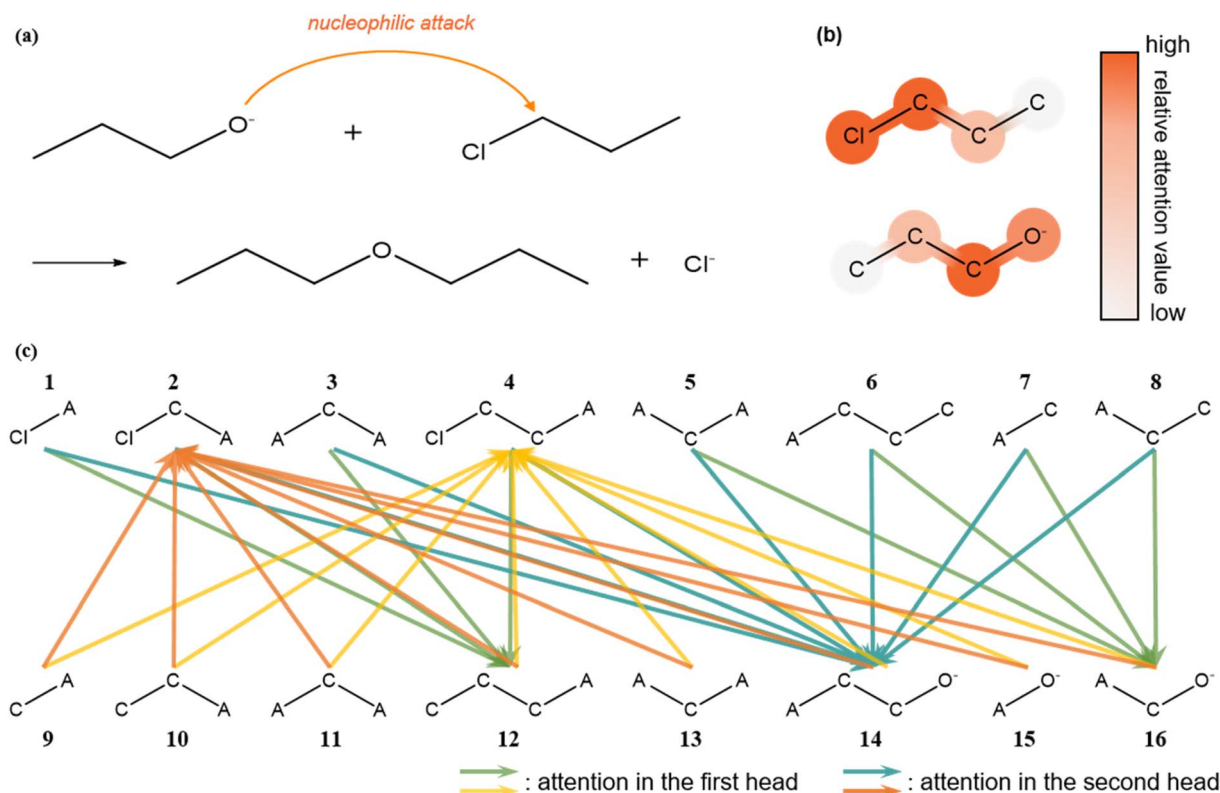 (a)
nucleophilic attack
O⁻
+
Cl
O
+ Cl⁻
(b)
high
relative attention value
low
Cl C C C
C C C O⁻
(c)
1 2 3 4 5 6 7 8
Cl A
Cl C A
A C A
Cl C C A
A C A
A C C C
A C
A C C
C A
C C A
A C A
C C C A
A C A
A C C O⁻
A O⁻
A C O⁻
9 10 11 12 13 14 15 16
: attention in the first head
: attention in the second head